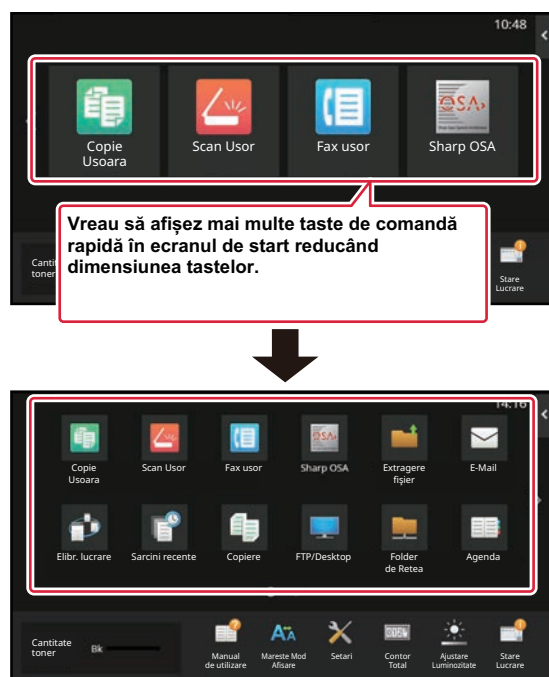 10:48
Copie
Usoara
Scan Usor
Fax usor
Sharp OSA
Vreau să afișez mai multe taste de comandă
rapidă în ecranul de start reducând
dimensiunea tastelor.
toner
Stare
Lucrare
14:16
Copie
Usoara
Scan Usor
Fax usor
Sharp OSA
Extragere
fişier
E-Mail
Elibr. lucrare
Sarcini recente
Copiere
FTP/Desktop
Folder
de Retea
Agenda
Cantitate
toner
Bk
Manual
de utilizare
Mareste Mod
Afisare
Setari
Contor
Total
Ajustare
Luminozitate
Stare
Lucrare